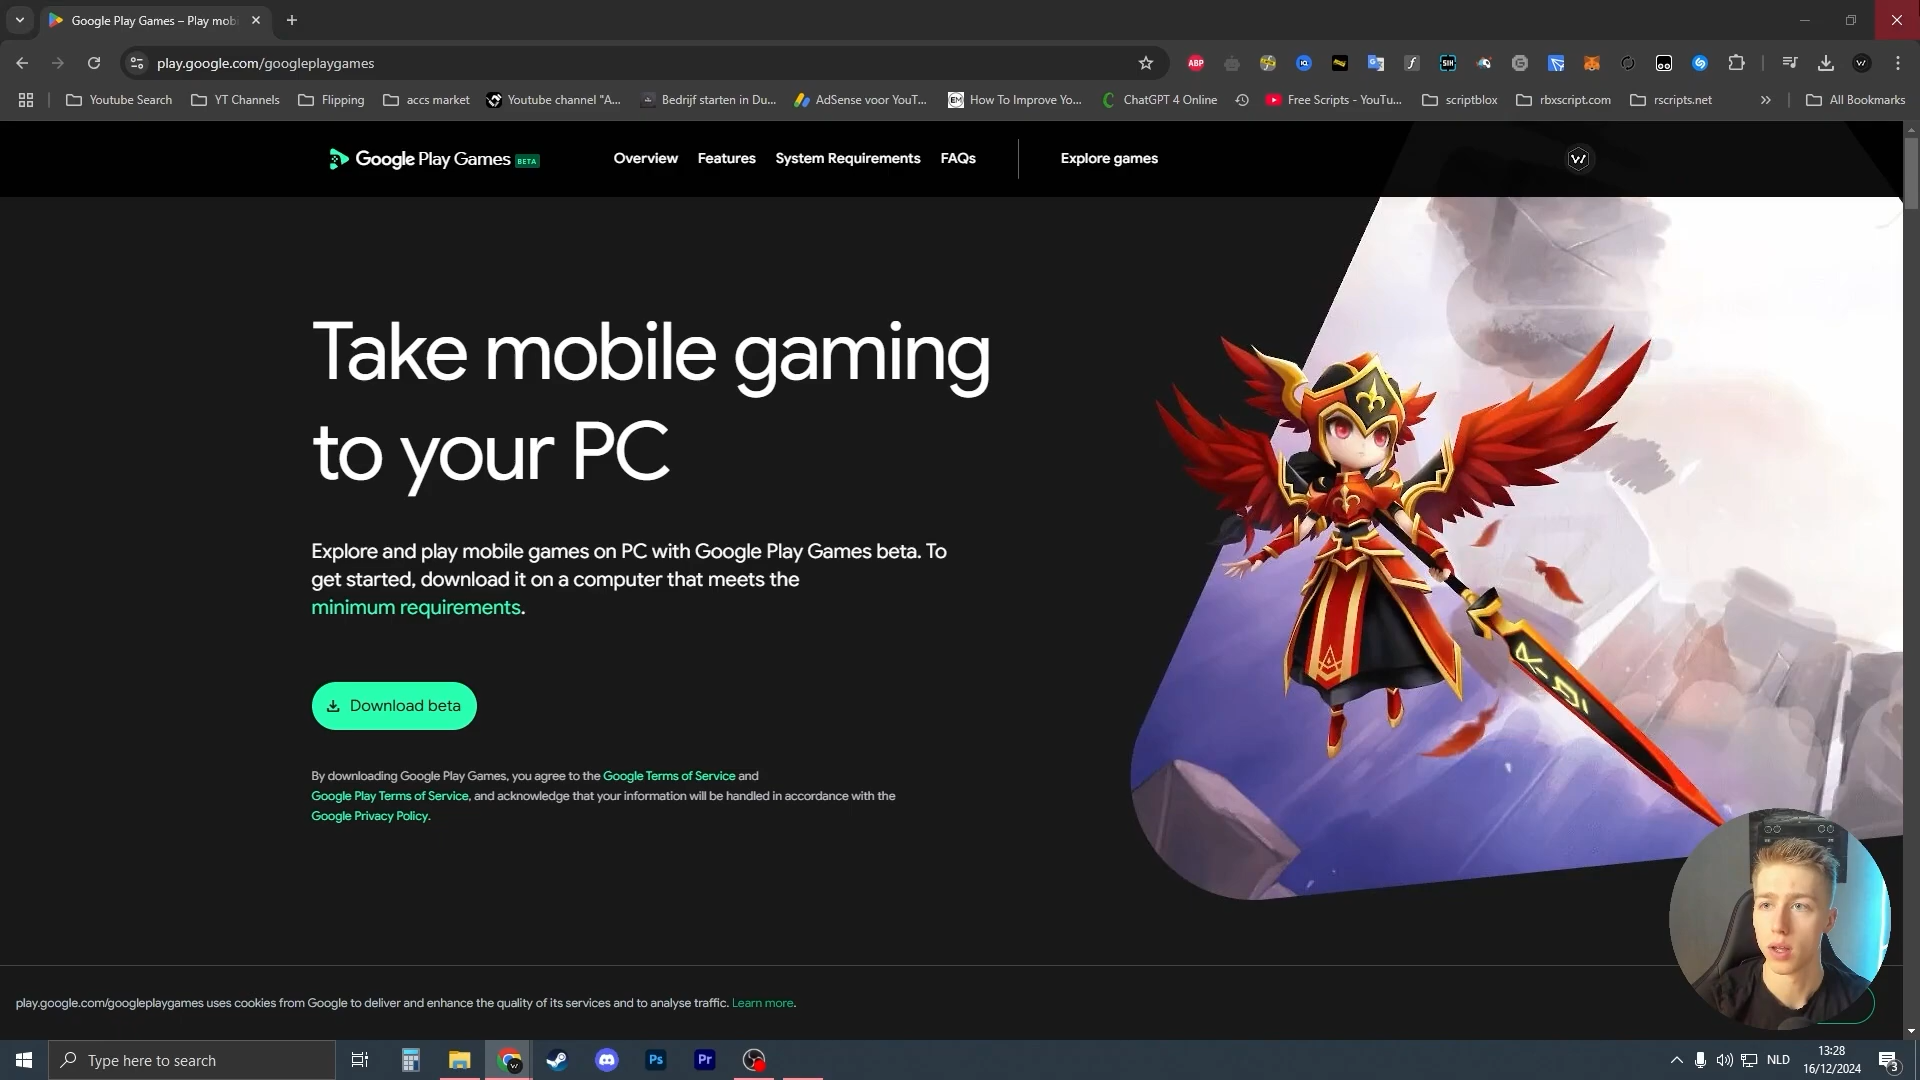 Google Play Games – Play mob
play.google.com/googleplaygames
ABP
SIH
Youtube Search
YT Channels
Flipping
accs market
Youtube channel "A...
Bedrijf starten in Du...
AdSense voor YouT...
EM
How To Improve Yo...
ChatGPT 4 Online
Free Scripts - YouTu...
scriptblox
rbxscript.com
rscripts.net
All Bookmarks
Google Play Games BETA
Overview
Features
System Requirements
FAQs
Explore games
Take mobile gaming
to your PC
Explore and play mobile games on PC with Google Play Games beta. To
get started, download it on a computer that meets the
minimum requirements.
Download beta
By downloading Google Play Games, you agree to the Google Terms of Service and
Google Play Terms of Service, and acknowledge that your information will be handled in accordance with the
Google Privacy Policy.
play.google.com/googleplaygames uses cookies from Google to deliver and enhance the quality of its services and to analyse traffic. Learn more.
Type here to search
Ps
Pr
NLD
13:28
16/12/2024
3